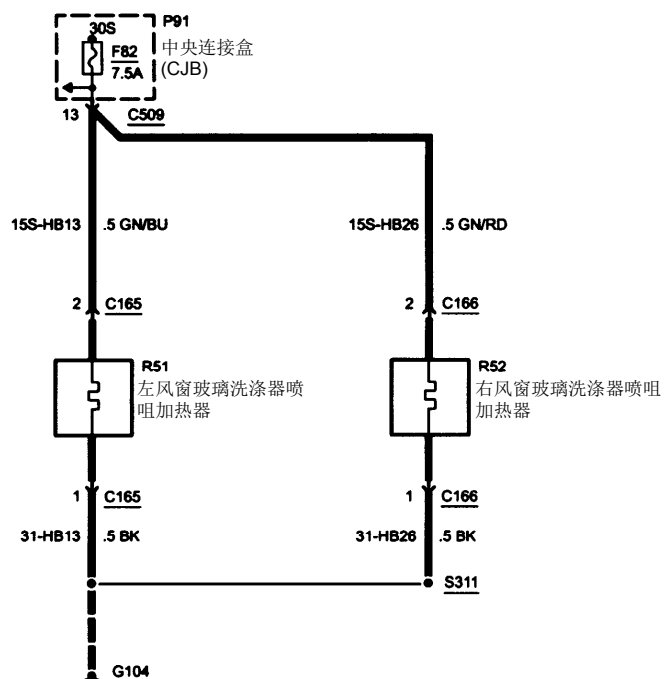 30S
P91
F82
7.5A
中央连接盒
(CJB)
13
C509
15S-HB13
.5 GN/BU
15S-HB26
.5 GN/RD
2
C165
2
C166
R51
左风窗玻璃洗涤器喷
咀加热器
R52
右风窗玻璃洗涤器喷咀
加热器
1
C165
1
C166
31-HB13
.5 BK
31-HB26
.5 BK
S311
G104